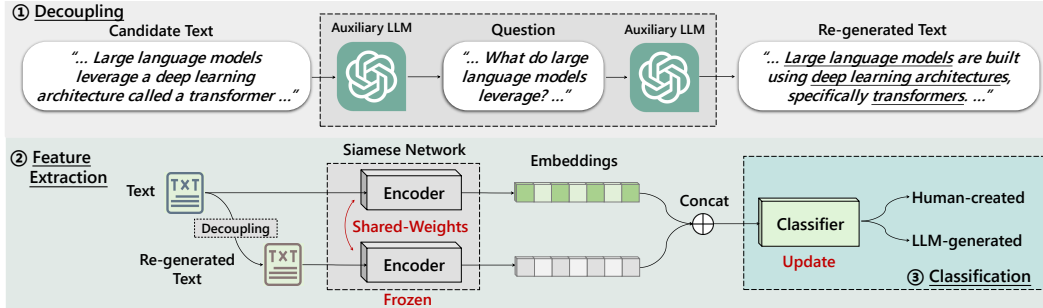 ① Decoupling
Candidate Text
Auxiliary LLM
Question
Auxiliary LLM
Re-generated Text
“... Large language models
leverage a deep learning
architecture called a transformer ...”
“... What do large
language models
leverage? ...”
“... Large language models are built
using deep learning architectures,
specifically transformers. ...”
② Feature
Extraction
Siamese Network
Embeddings
Text
TXT
Encoder
Concat
Human-created
Decoupling
Shared-Weights
Classifier
LLM-generated
Re-generated
Text
TXT
Encoder
Update
Frozen
③ Classification